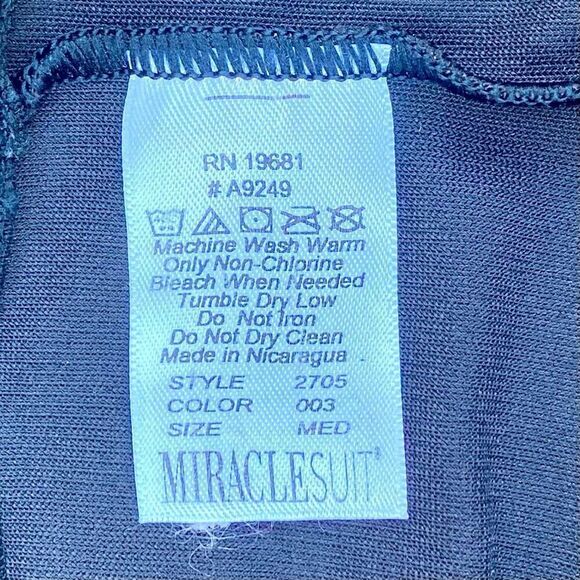 RN 19681
# A9249
Machine Wash Warm
Only Non-Chlorine
Bleach When Needed
Tumble Dry Low
Do Not Iron
Do Not Dry Clean
Made in Nicaragua
STYLE 2705
COLOR 003
SIZE MED
MIRACLESUIT®